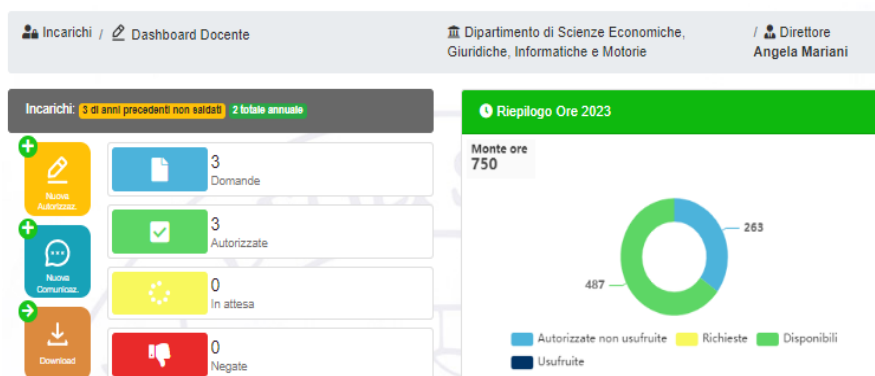 Incarichi / Dashboard Docente
Dipartimento di Scienze Economiche, Giuridiche, Informatiche e Motorie
/ Direttore
Angela Mariani
Incarichi: 3 di anni precedenti non saldati 2 totale annuale
Nuova
Autorizzaz.
Nuova
Comunicaz.
Download
3
Domande
3
Autorizzate
0
In attesa
0
Negate
Riepilogo Ore 2023
Monte ore
750
263
487
Autorizzate non usufruite Richieste Disponibili
Usufruite